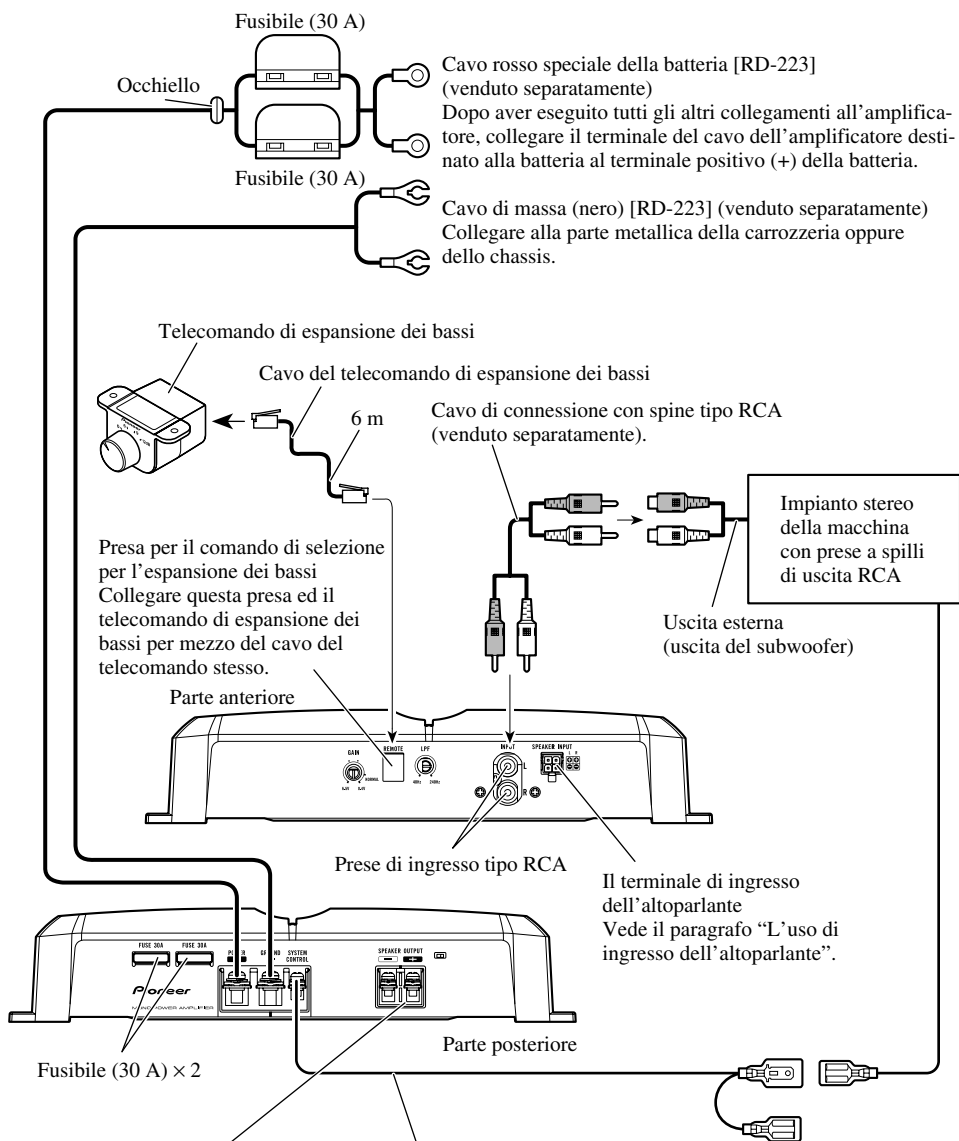 Fusibile (30 A)
Occhiello
Fusibile (30 A)
Cavo rosso speciale della batteria [RD-223]
(venduto separatamente)
Dopo aver eseguito tutti gli altri collegamenti all'amplifica-
tore, collegare il terminale del cavo dell'amplificatore desti-
nato alla batteria al terminale positivo (+) della batteria.
Cavo di massa (nero) [RD-223] (venduto separatamente)
Collegare alla parte metallica della carrozzeria oppure
dello chassis.
Telecomando di espansione dei bassi
Cavo del telecomando di espansione dei bassi
6 m
Cavo di connessione con spine tipo RCA
(venduto separatamente).
Impianto stereo
della macchina
con prese a spilli
di uscita RCA
Uscita esterna
(uscita del subwoofer)
Presa per il comando di selezione
per l'espansione dei bassi
Collegare questa presa ed il
telecomando di espansione dei
bassi per mezzo del cavo del
telecomando stesso.
Parte anteriore
GAIN
NORMAL
REMOTE
LPF
40Hz 240Hz
INPUT
L
R
SPEAKER INPUT
Prese di ingresso tipo RCA
Il terminale di ingresso
dell'altoparlante
Vede il paragrafo “L'uso di
ingresso dell'altoparlante”.
FUSE 30A FUSE 30A
POWER
GROUND
SYSTEM
CONTROL
SPEAKER OUTPUT
− +
Pioneer
MONO POWER AMPLIFIER
Parte posteriore
Fusibile (30 A) × 2